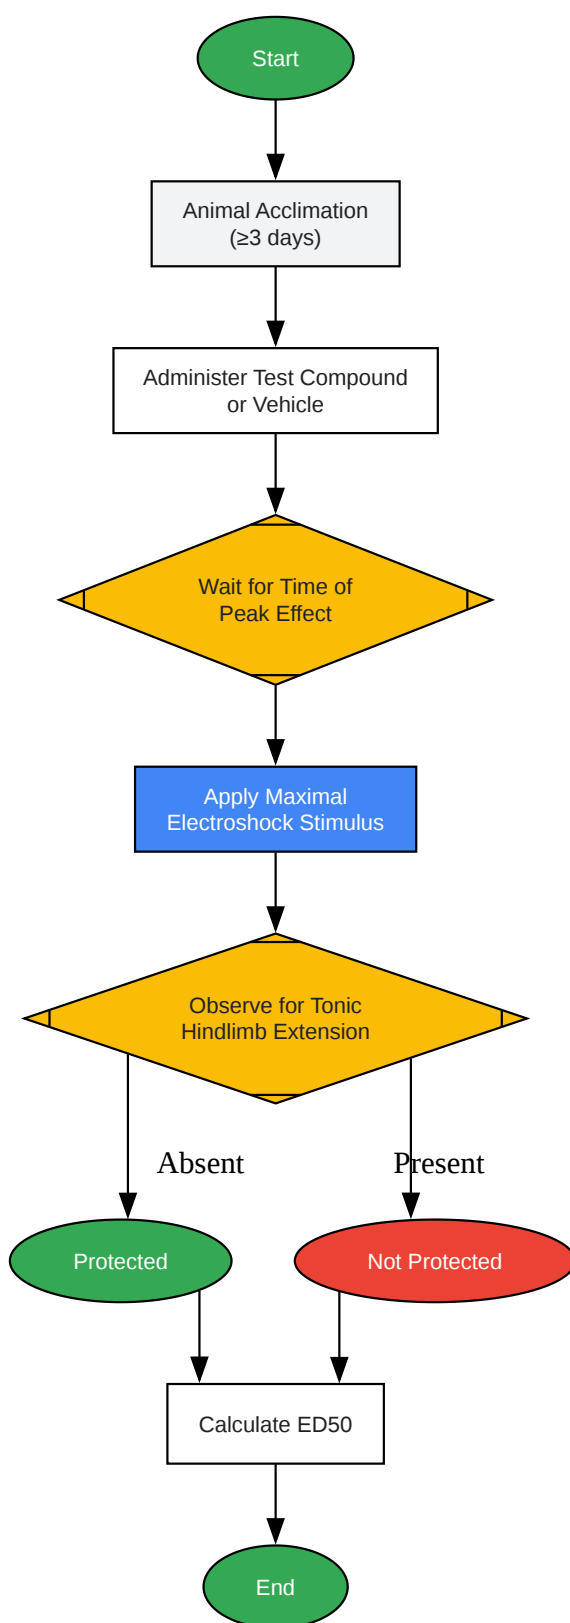 Start
Animal Acclimation
(≥3 days)
Administer Test Compound
or Vehicle
Wait for Time of
Peak Effect
Apply Maximal
Electroshock Stimulus
Observe for Tonic
Hindlimb Extension
Absent
Present
Protected
Not Protected
Calculate ED50
End